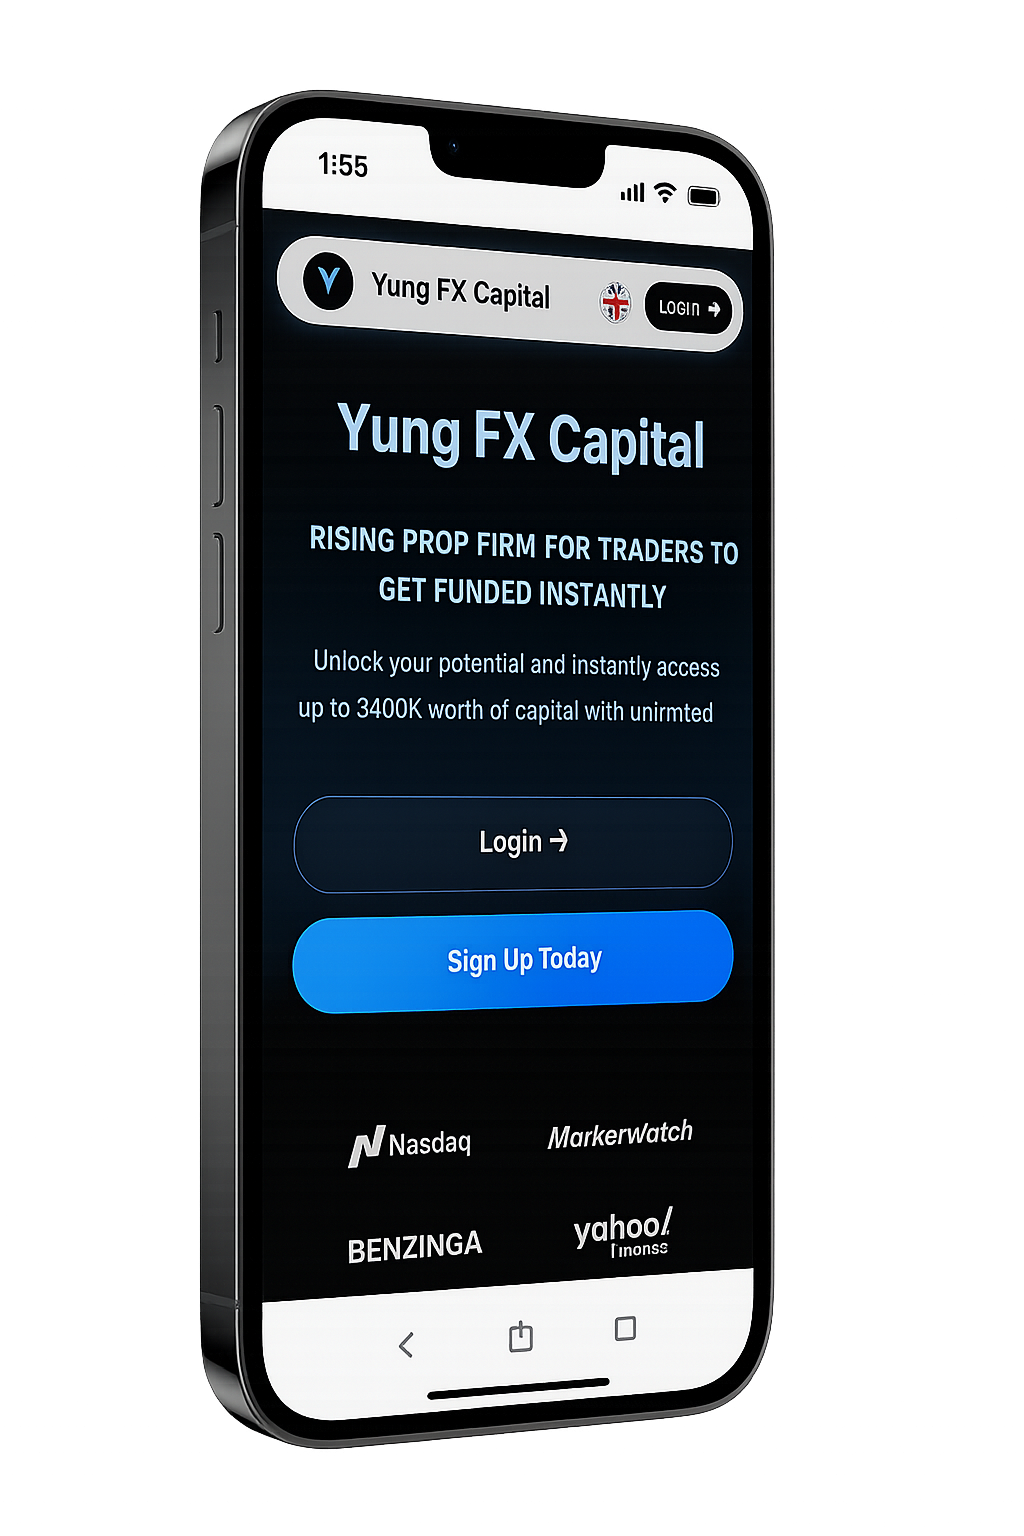 1:55
Yung FX Capital
LOGIN →
Yung FX Capital
RISING PROP FIRM FOR TRADERS TO
GET FUNDED INSTANTLY
Unlock your potential and instantly access
up to 3400K worth of capital with unirmted
Login →
Sign Up Today
Nasdaq
MarkerWatch
BENZINGA
yahoo!